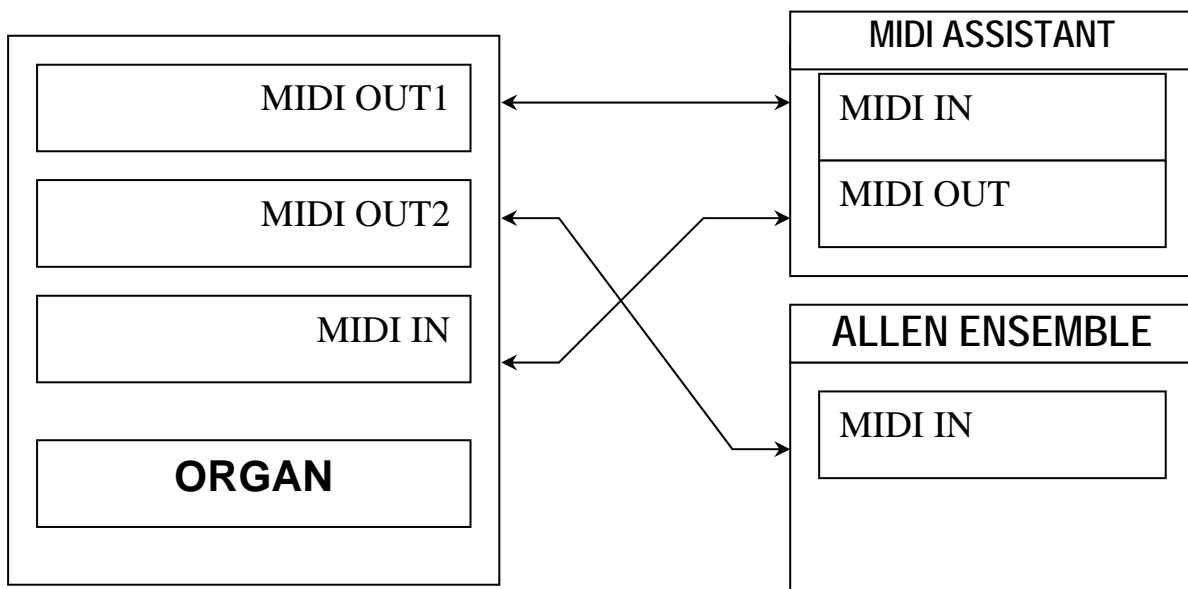 MIDI OUT1
MIDI OUT2
MIDI IN
ORGAN
MIDI ASSISTANT
MIDI IN
MIDI OUT
ALLEN ENSEMBLE
MIDI IN